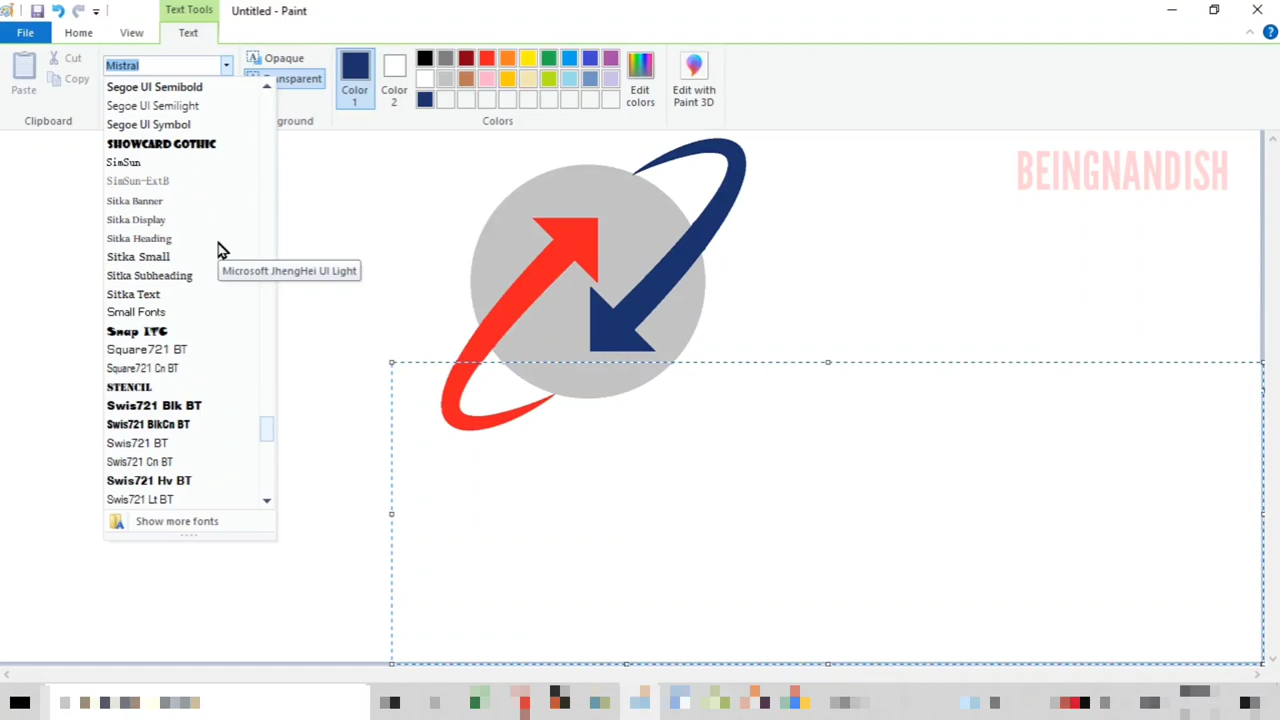 Text Tools
Untitled - Paint
File
Home
View
Text
Paste
Cut
Copy
Clipboard
Mistral
Opaque
Transparent
Color 1
Color 2
Edit colors
Edit with Paint 3D
Colors
Segoe UI Semibold
Segoe UI Semilight
Segoe UI Symbol
SHOWCARD GOTHIC
SimSun
SimSun-ExtB
Sitka Banner
Sitka Display
Sitka Heading
Sitka Small
Sitka Subheading
Sitka Text
Small Fonts
Snap ITC
Square721 BT
Square721 Cn BT
STENCIL
Swis721 Blk BT
Swis721 BlkCn BT
Swis721 BT
Swis721 Cn BT
Swis721 Hv BT
Swis721 Lt BT
Show more fonts
Microsoft JhengHei UI Light
BEINGNANDISH